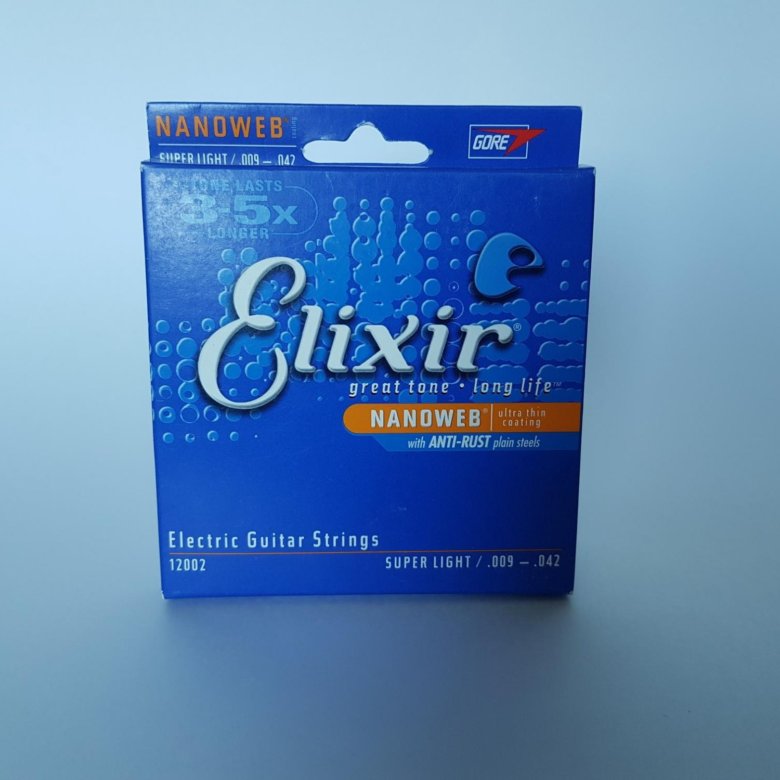 NANOWEB®
GORE
SUPER LIGHT / .009 – .042
TONE LASTS
3-5x
LONGER
Elixir®
great tone • long life™
NANOWEB® ultra thin
coating
with ANTI-RUST plain steels
Electric Guitar Strings
12002 SUPER LIGHT / .009 – .042